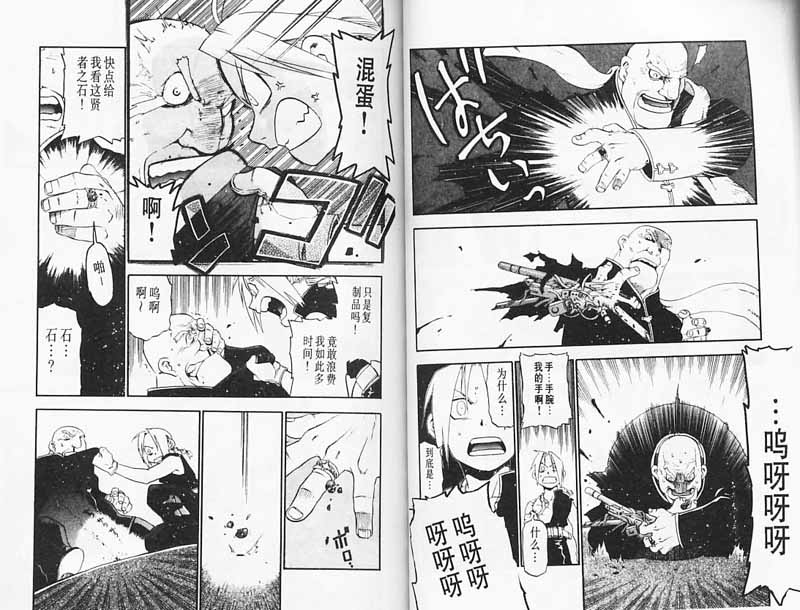 ばちぃっ
…呜呀呀呀
手…手腕
我的手啊！
什么…
为什么…
到底是…
呜呀呀
呀呀呀
混蛋！
啊！
ゴズッ
只是复
制品吗！
竟敢浪费
我如此多
时间！
呜啊
啊～
ボロ。
快点给
我看这贤
者之石！
啪－
石…
石…？